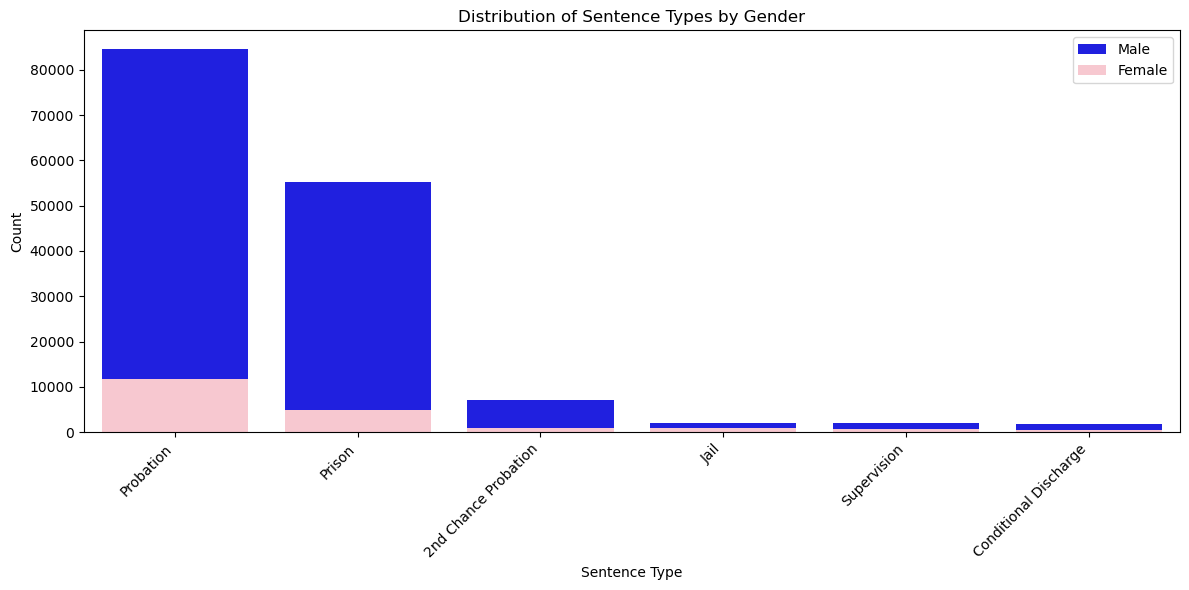 Distribution of Sentence Types by Gender
Male
Female
80000
70000
60000
50000
40000
30000
20000
10000
0
Count
Probation
Prison
2nd Chance Probation
Jail
Supervision
Conditional Discharge
Sentence Type